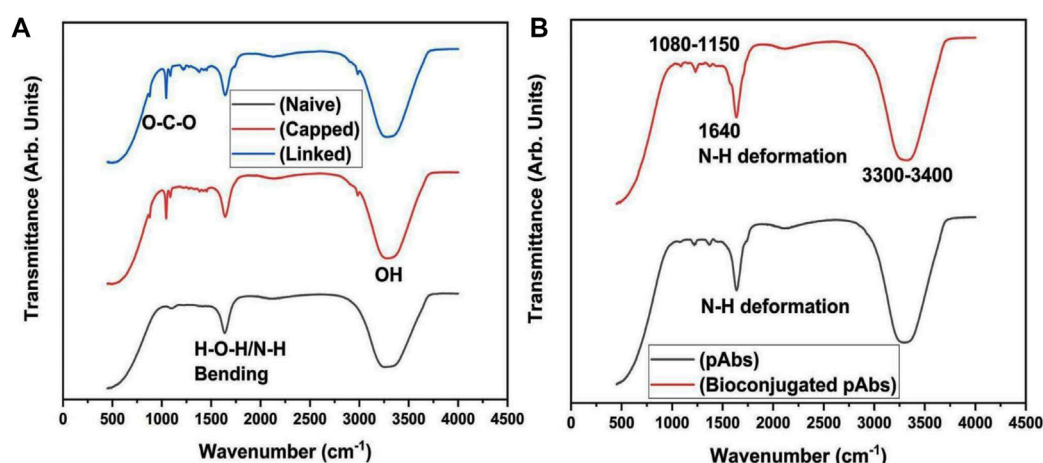 A
Transmittance (Arb. Units)
O-C-O
(Naive)
(Capped)
(Linked)
OH
H-O-H/N-H
Bending
0 500 1000 1500 2000 2500 3000 3500 4000 4500
Wavenumber (cm⁻¹)
B
Transmittance (Arb. Units)
1080-1150
1640
N-H deformation
3300-3400
N-H deformation
(pAbs)
(Bioconjugated pAbs)
0 500 1000 1500 2000 2500 3000 3500 4000 4500
Wavenumber (cm⁻¹)